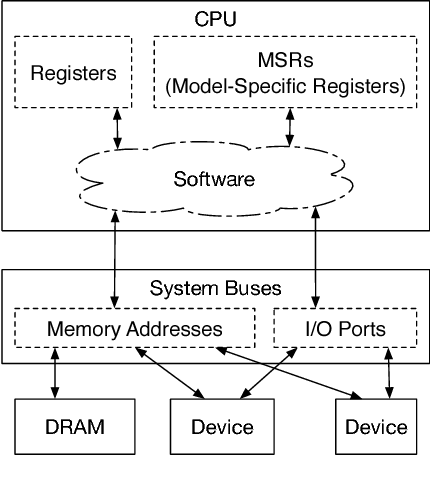 CPU
Registers
MSRs
(Model-Specific Registers)
Software
System Buses
Memory Addresses
I/O Ports
DRAM
Device
Device